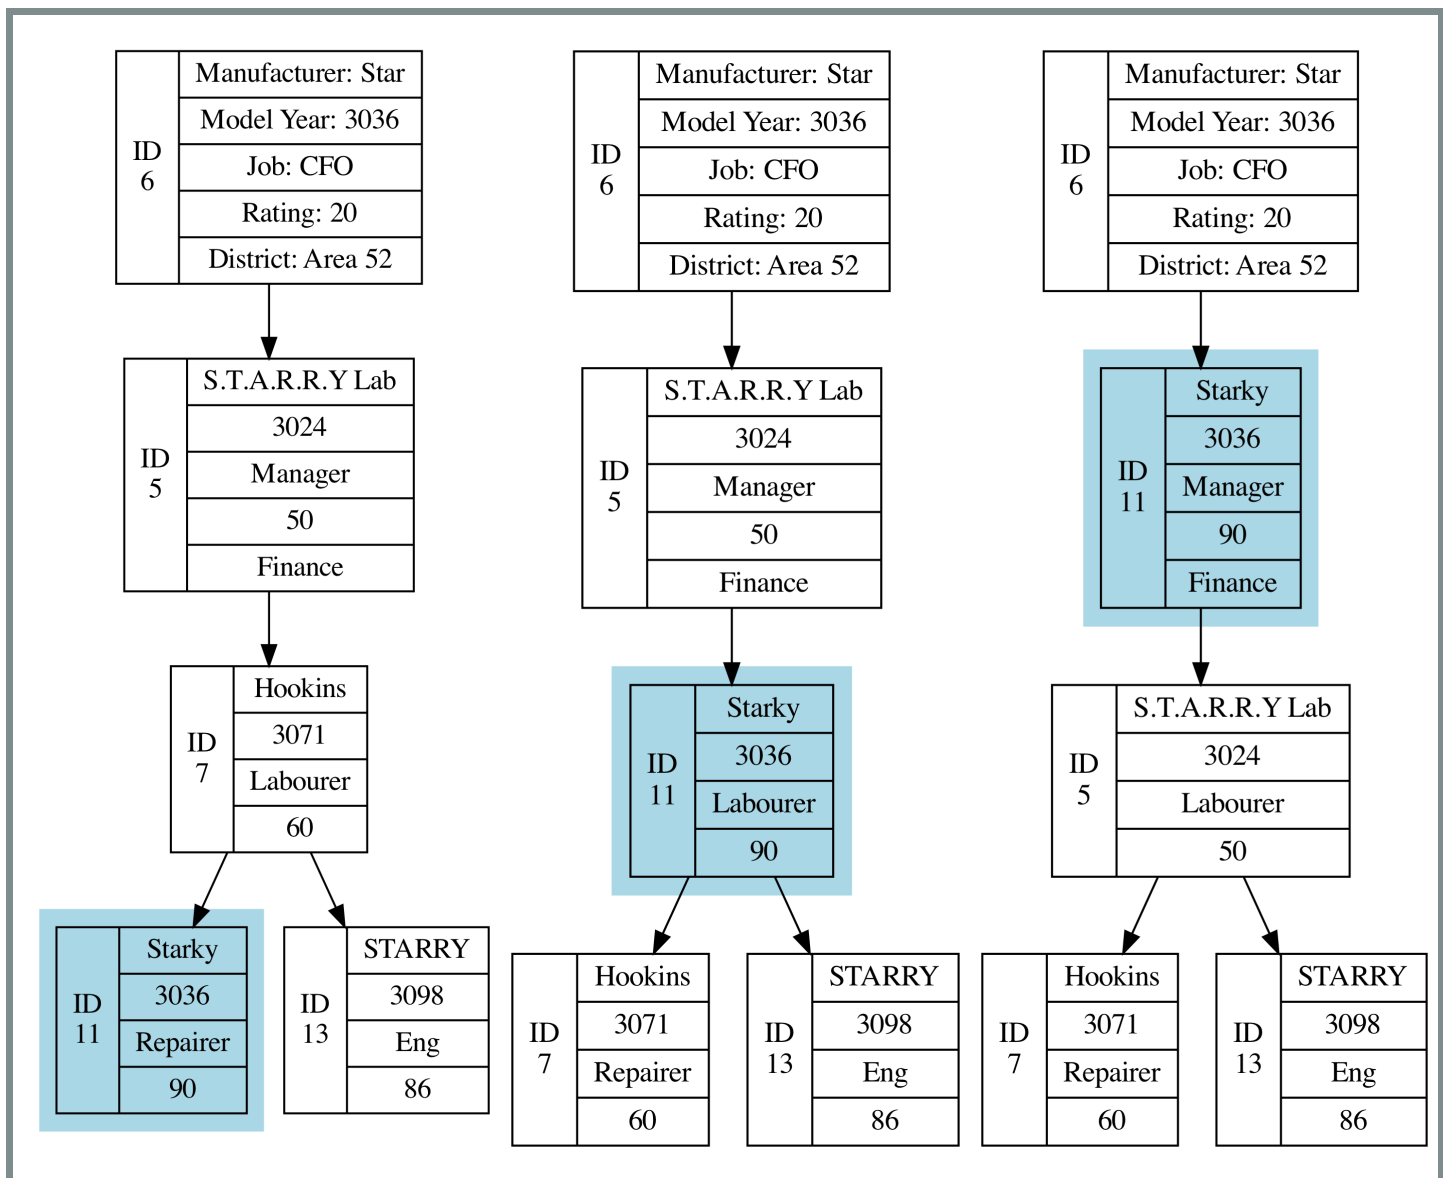 ID
6
Manufacturer: Star
Model Year: 3036
Job: CFO
Rating: 20
District: Area 52
ID
5
S.T.A.R.R.Y Lab
3024
Manager
50
Finance
ID
7
Hookins
3071
Labourer
60
ID
11
Starky
3036
Repairer
90
ID
13
STARRY
3098
Eng
86
ID
6
Manufacturer: Star
Model Year: 3036
Job: CFO
Rating: 20
District: Area 52
ID
5
S.T.A.R.R.Y Lab
3024
Manager
50
Finance
ID
11
Starky
3036
Labourer
90
ID
7
Hookins
3071
Repairer
60
ID
13
STARRY
3098
Eng
86
ID
6
Manufacturer: Star
Model Year: 3036
Job: CFO
Rating: 20
District: Area 52
ID
11
Starky
3036
Manager
90
Finance
ID
5
S.T.A.R.R.Y Lab
3024
Labourer
50
ID
7
Hookins
3071
Repairer
60
ID
13
STARRY
3098
Eng
86